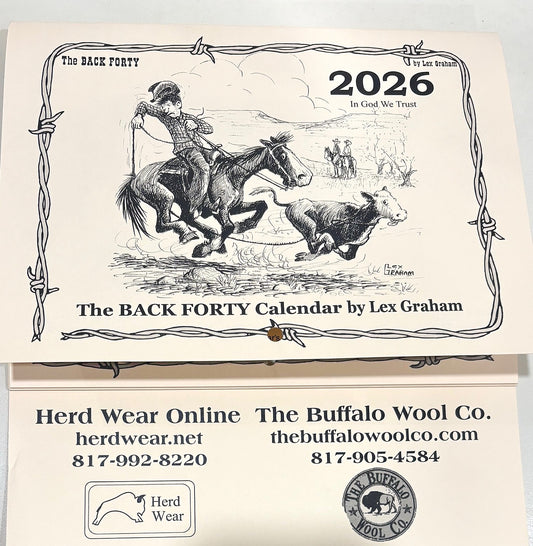 The BACK FORTY
by Lex Graham
2026
In God We Trust
LEX
GRAHAM
The BACK FORTY Calendar by Lex Graham
Herd Wear Online
herdwear.net
817-992-8220
The Buffalo Wool Co.
thebuffalowoolco.com
817-905-4584
Herd
Wear
THE BUFFALO
WOOL CO.